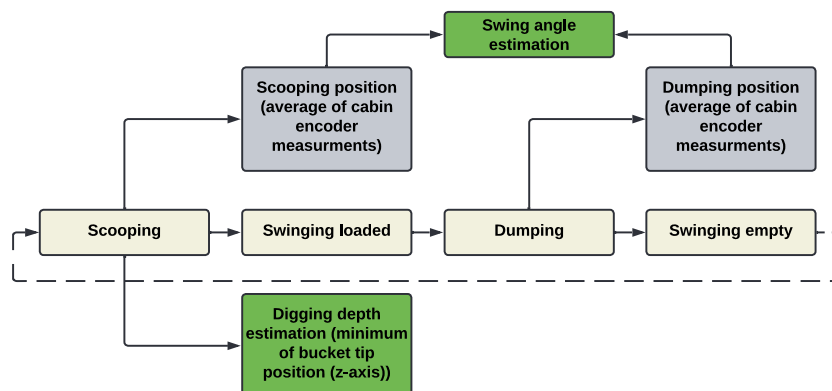 Swing angle
estimation
Scooping position
(average of cabin
encoder
measurments)
Dumping position
(average of cabin
encoder
measurments)
Scooping
Swinging loaded
Dumping
Swinging empty
Digging depth
estimation (minimum
of bucket tip
position (z-axis))